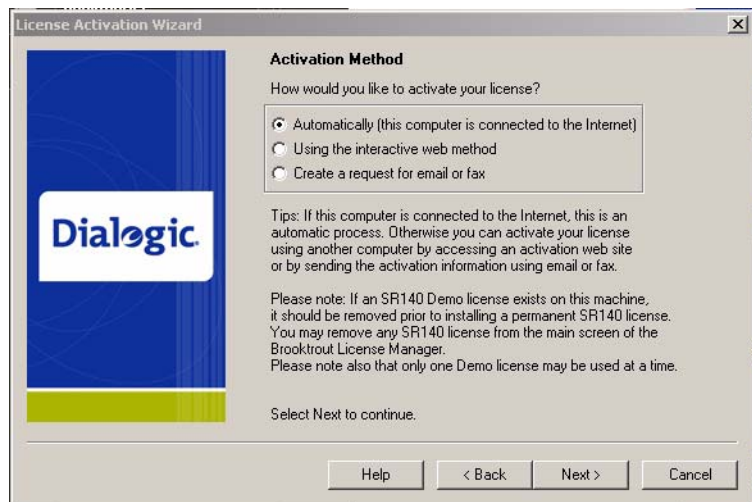 License Activation Wizard
Activation Method
How would you like to activate your license?
Automatically (this computer is connected to the Internet)
Using the interactive web method
Create a request for email or fax
Dialogic.
Tips: If this computer is connected to the Internet, this is an
automatic process. Otherwise you can activate your license
using another computer by accessing an activation web site
or by sending the activation information using email or fax.
Please note: If an SR140 Demo license exists on this machine,
it should be removed prior to installing a permanent SR140 license.
You may remove any SR140 license from the main screen of the
Brooktrout License Manager.
Please note also that only one Demo license may be used at a time.
Select Next to continue.
Help
< Back
Next >
Cancel